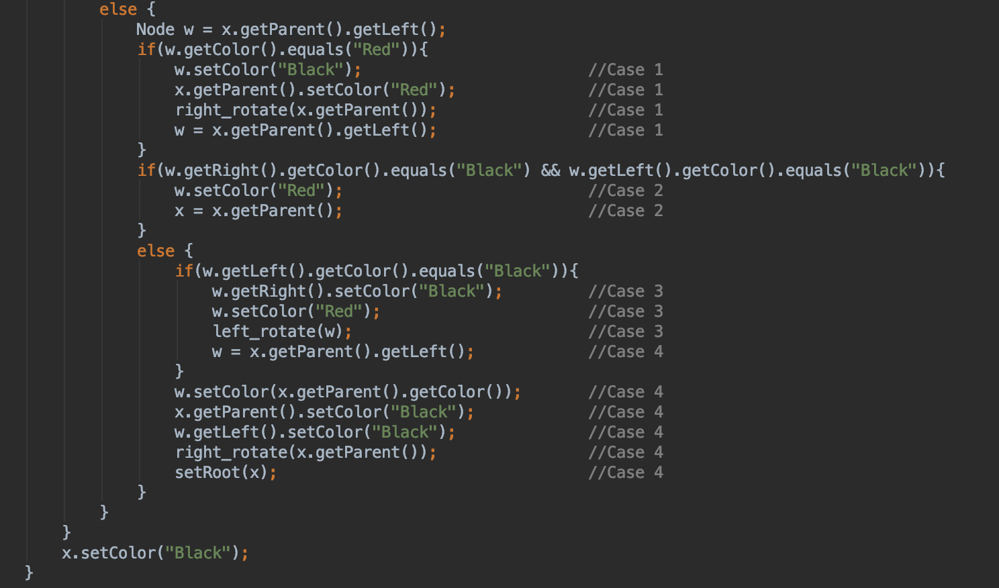 else {
Node w = x.getParent().getLeft();
if(w.getColor().equals("Red")){
w.setColor("Black"); //Case 1
x.getParent().setColor("Red"); //Case 1
right_rotate(x.getParent()); //Case 1
w = x.getParent().getLeft(); //Case 1
}
if(w.getRight().getColor().equals("Black") && w.getLeft().getColor().equals("Black")){
w.setColor("Red"); //Case 2
x = x.getParent(); //Case 2
}
else {
if(w.getLeft().getColor().equals("Black")){
w.getRight().setColor("Black"); //Case 3
w.setColor("Red"); //Case 3
left_rotate(w); //Case 3
w = x.getParent().getLeft(); //Case 4
}
w.setColor(x.getParent().getColor()); //Case 4
x.getParent().setColor("Black"); //Case 4
w.getLeft().setColor("Black"); //Case 4
right_rotate(x.getParent()); //Case 4
setRoot(x); //Case 4
}
}
}
x.setColor("Black");
}